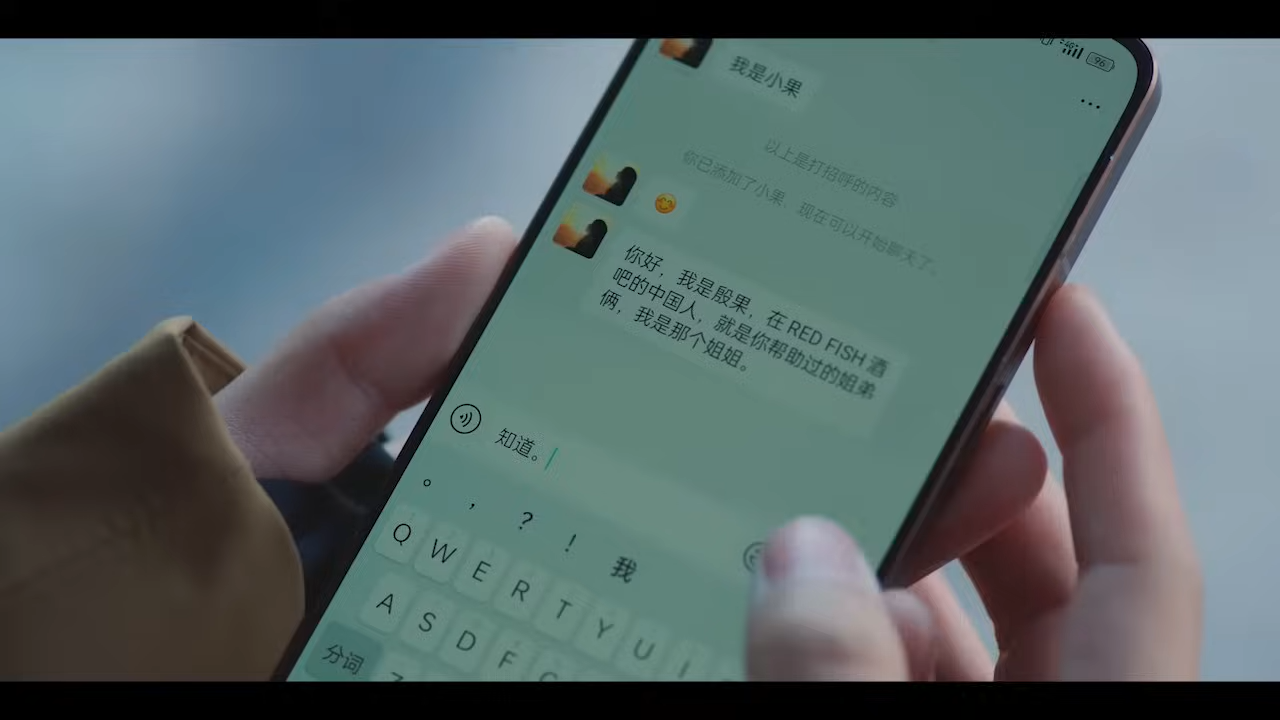 96
我是小果
以上是打招呼的内容
你已添加了小果，现在可以开始聊天了。
你好，我是殷果，在 RED FISH 酒
吧的中国人，就是你帮助过的姐弟
俩，我是那个姐姐。
知道。
。 ， ？ ！ 我
Q W E R T Y U I
A S D F
分词 Z